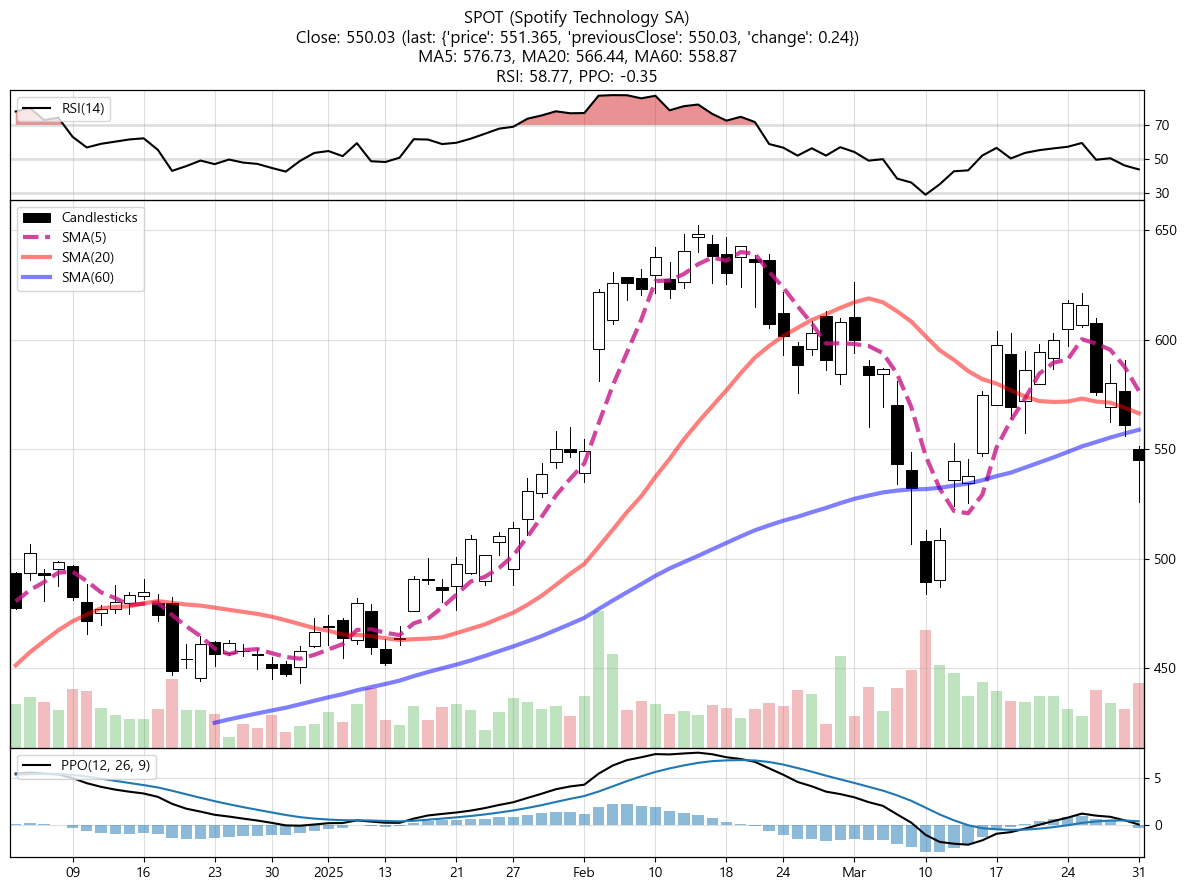 SPOT (Spotify Technology SA)
Close: 550.03 (last: {'price': 551.365, 'previousClose': 550.03, 'change': 0.24})
MA5: 576.73, MA20: 566.44, MA60: 558.87
RSI: 58.77, PPO: -0.35
RSI(14)
70
50
30
Candlesticks
SMA(5)
SMA(20)
SMA(60)
650
600
550
500
450
PPO(12, 26, 9)
5
0
09 16 23 30 2025 13 21 27 Feb 10 18 24 Mar 10 17 24 31